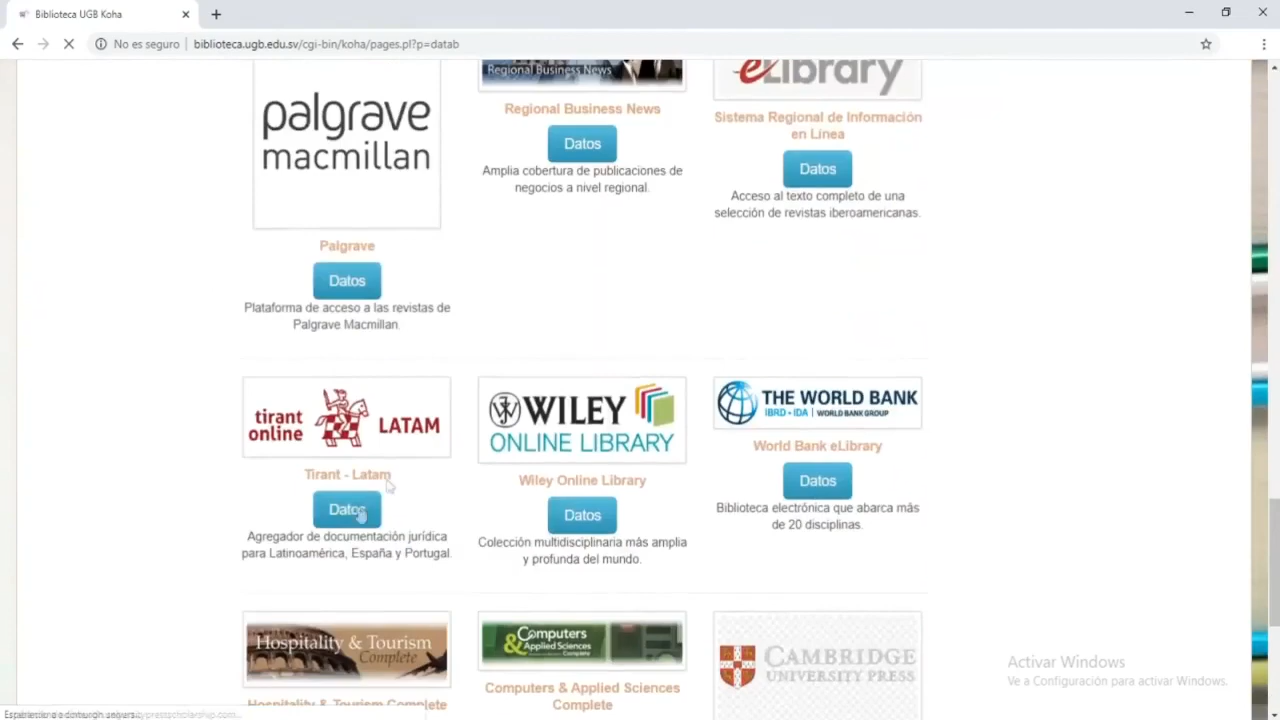 Biblioteca UGB Koha
No es seguro
biblioteca.ugb.edu.sv/cgi-bin/koha/pages.pl?p=datab
palgrave
macmillan
Palgrave
Datos
Plataforma de acceso a las revistas de
Palgrave Macmillan.
Regional Business News
Regional Business News
Datos
Amplia cobertura de publicaciones de
negocios a nivel regional.
eLibrary
Sistema Regional de Información
en Línea
Datos
Acceso al texto completo de una
selección de revistas iberoamericanas.
tirant
online
LATAM
Tirant - Latam
Datos
Agregador de documentación jurídica
para Latinoamérica, España y Portugal.
WILEY
ONLINE LIBRARY
Wiley Online Library
Datos
Colección multidisciplinaria más amplia
y profunda del mundo.
THE WORLD BANK
IBRD • IDA | WORLD BANK GROUP
World Bank eLibrary
Datos
Biblioteca electrónica que abarca más
de 20 disciplinas.
Hospitality & Tourism
Complete
Hospitality & Tourism Complete
Computers
& Applied Sciences
Complete
Computers & Applied Sciences
Complete
CAMBRIDGE
UNIVERSITY PRESS
Activar Windows
Ve a Configuración para activar Windows.